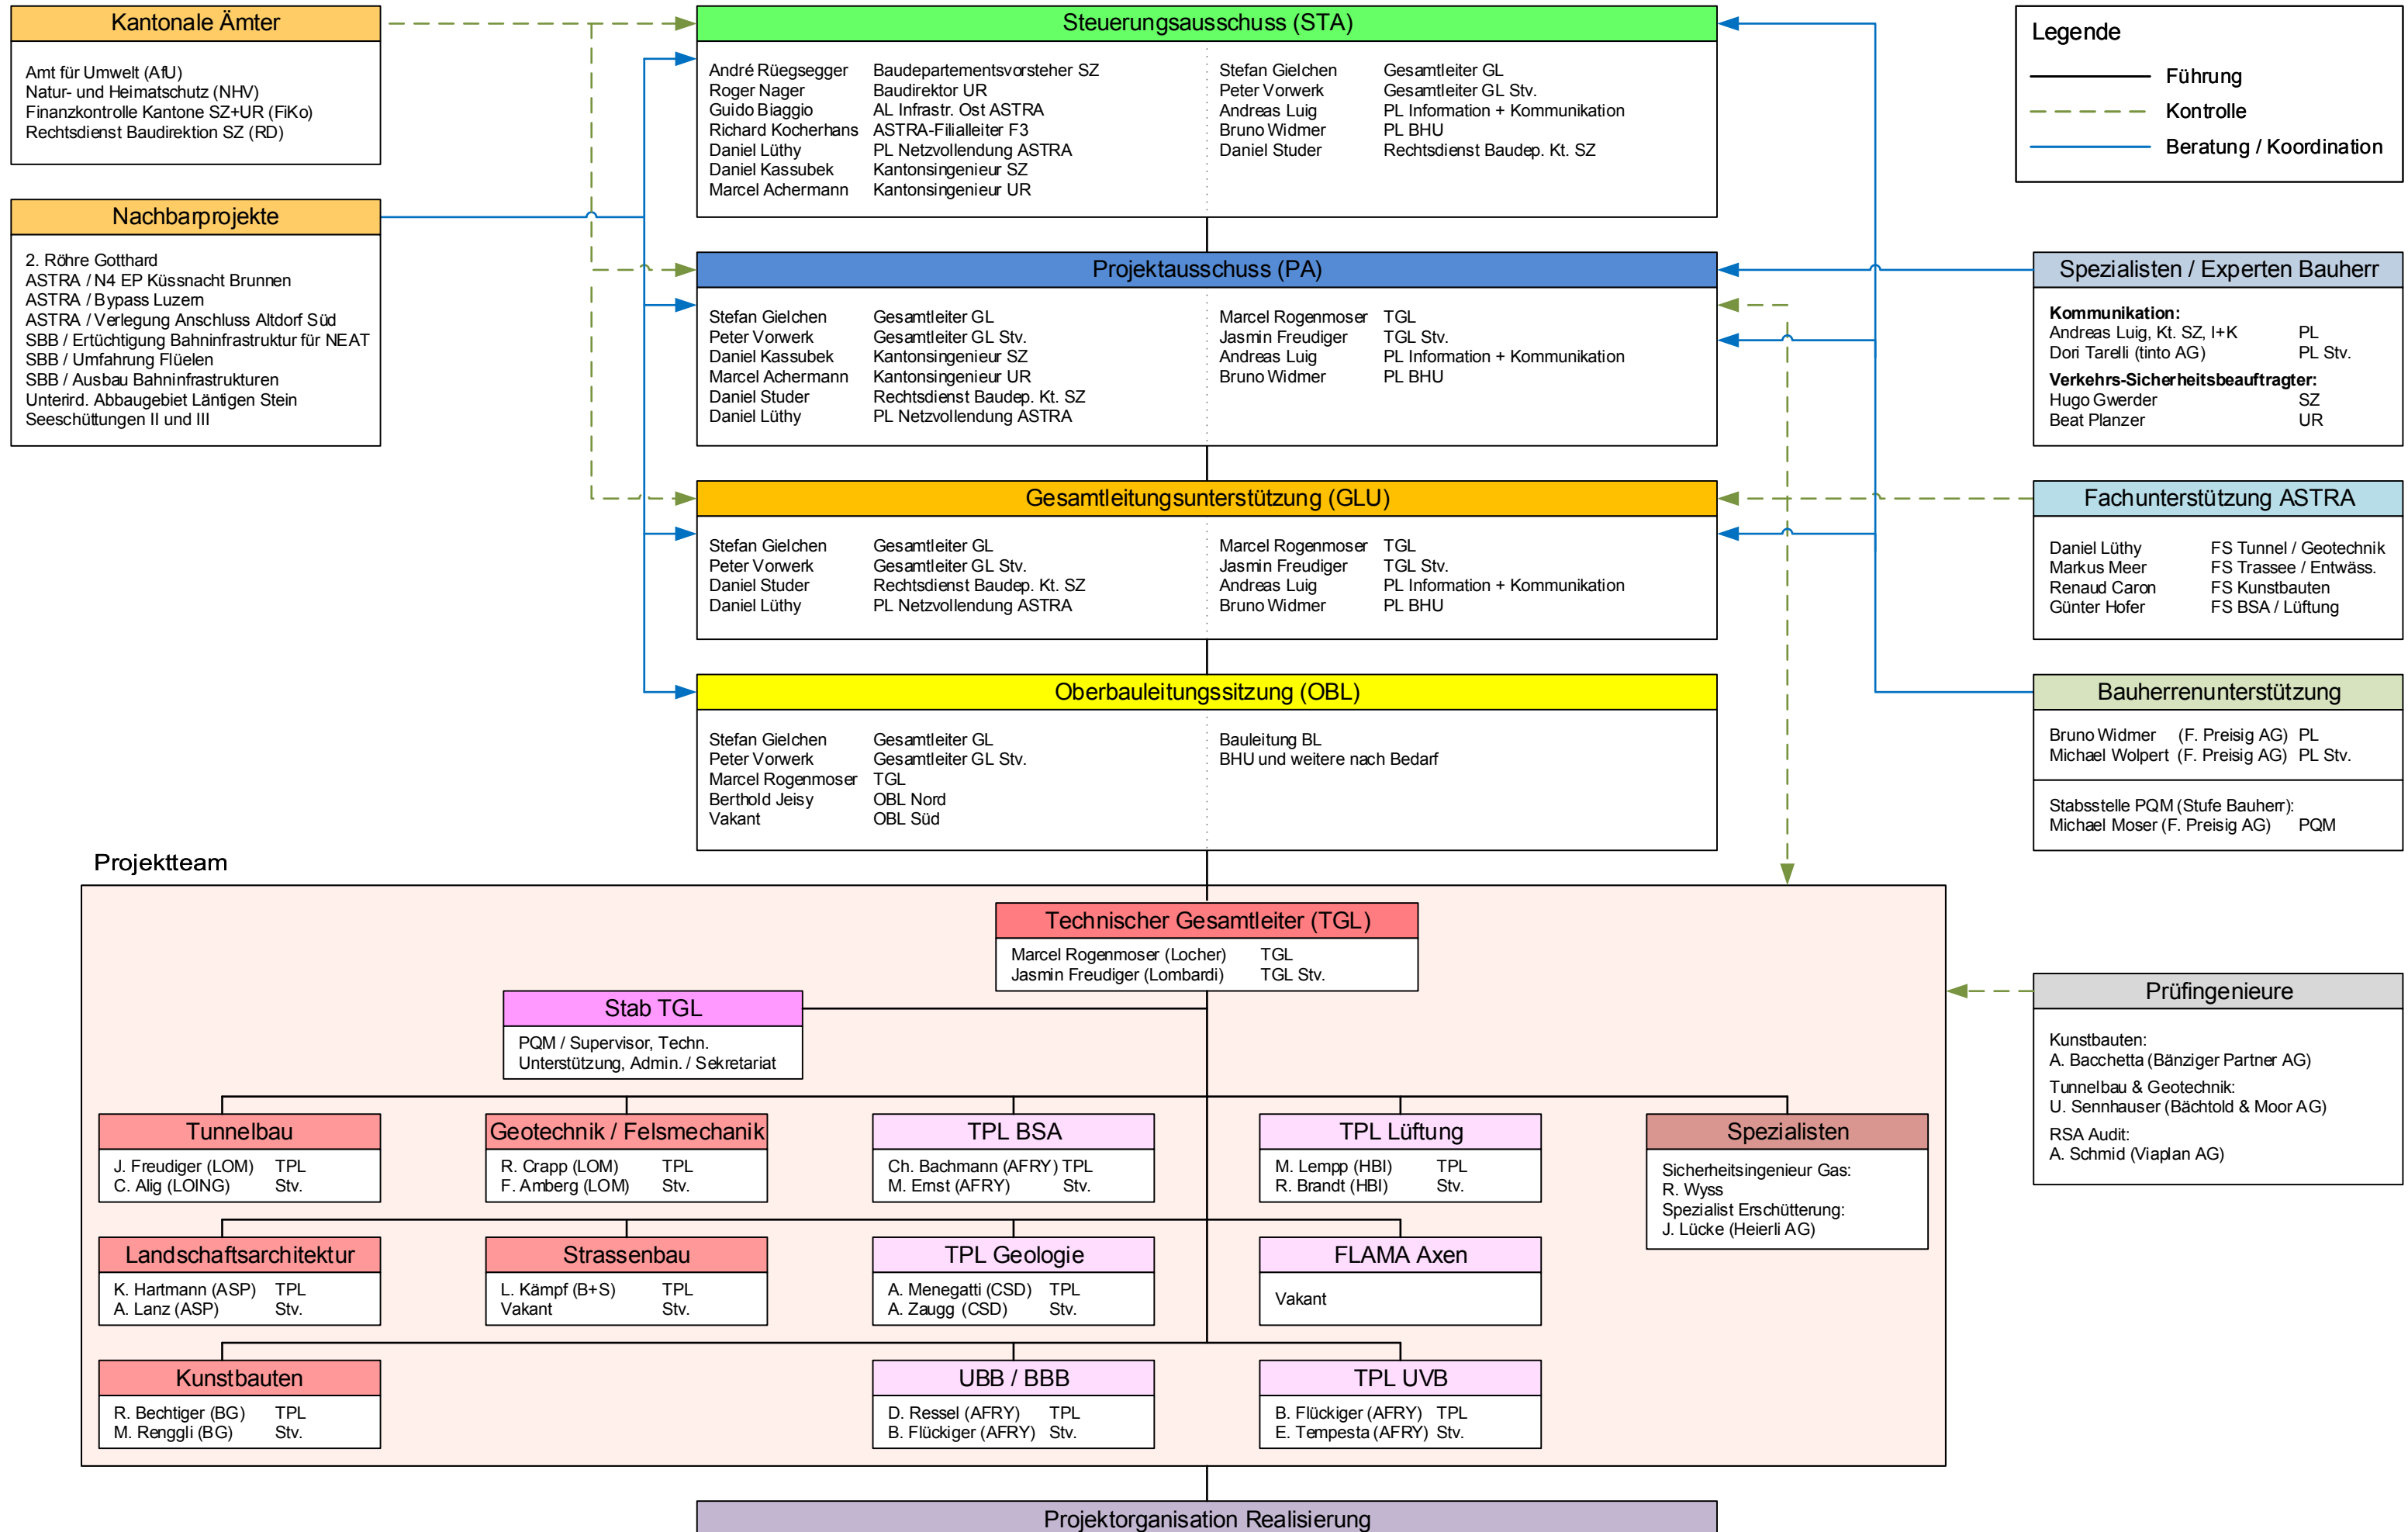 Kantonale Ämter
Amt für Umwelt (AfU)
Natur- und Heimatschutz (NHV)
Finanzkontrolle Kantone SZ+UR (FiKo)
Rechtsdienst Baudirektion SZ (RD)
Nachbarprojekte
2. Röhre Gotthard
ASTRA / N4 EP Küssnacht Brunnen
ASTRA / Bypass Luzern
ASTRA / Verlegung Anschluss Altdorf Süd
SBB / Ertüchtigung Bahninfrastruktur für NEAT
SBB / Umfahrung Flüelen
SBB / Ausbau Bahninfrastrukturen
Unterird. Abbaugebiet Läntigen Stein
Seeschüttungen II und III
Steuerungsausschuss (STA)
André Rüegsegger Baudepartementsvorsteher SZ
Roger Nager Baudirektor UR
Guido Biaggio AL Infrastr. Ost ASTRA
Richard Kocherhans ASTRA-Filialleiter F3
Daniel Lüthy PL Netzvollendung ASTRA
Daniel Kassubek Kantonsingenieur SZ
Marcel Achermann Kantonsingenieur UR
Stefan Gielchen Gesamtleiter GL
Peter Vorwerk Gesamtleiter GL Stv.
Andreas Luig PL Information + Kommunikation
Bruno Widmer PL BHU
Daniel Studer Rechtsdienst Baudep. Kt. SZ
Legende
Führung
Kontrolle
Beratung / Koordination
Projektausschuss (PA)
Stefan Gielchen Gesamtleiter GL
Peter Vorwerk Gesamtleiter GL Stv.
Daniel Kassubek Kantonsingenieur SZ
Marcel Achermann Kantonsingenieur UR
Daniel Studer Rechtsdienst Baudep. Kt. SZ
Daniel Lüthy PL Netzvollendung ASTRA
Marcel Rogenmoser TGL
Jasmin Freudiger TGL Stv.
Andreas Luig PL Information + Kommunikation
Bruno Widmer PL BHU
Spezialisten / Experten Bauherr
Kommunikation:
Andreas Luig, Kt. SZ, I+K PL
Dori Tarelli (tinto AG) PL Stv.
Verkehrs-Sicherheitsbeauftragter:
Hugo Gwerder SZ
Beat Planzer UR
Gesamtleitungsunterstützung (GLU)
Stefan Gielchen Gesamtleiter GL
Peter Vorwerk Gesamtleiter GL Stv.
Daniel Studer Rechtsdienst Baudep. Kt. SZ
Daniel Lüthy PL Netzvollendung ASTRA
Marcel Rogenmoser TGL
Jasmin Freudiger TGL Stv.
Andreas Luig PL Information + Kommunikation
Bruno Widmer PL BHU
Fachunterstützung ASTRA
Daniel Lüthy FS Tunnel / Geotechnik
Markus Meer FS Trassee / Entwäss.
Renaud Caron FS Kunstbauten
Günter Hofer FS BSA / Lüftung
Oberbauleitungssitzung (OBL)
Stefan Gielchen Gesamtleiter GL
Peter Vorwerk Gesamtleiter GL Stv.
Marcel Rogenmoser TGL
Berthold Jeisy OBL Nord
Vakant OBL Süd
Bauleitung BL
BHU und weitere nach Bedarf
Bauherrenunterstützung
Bruno Widmer (F. Preisig AG) PL
Michael Wolpert (F. Preisig AG) PL Stv.
Stabsstelle PQM (Stufe Bauherr):
Michael Moser (F. Preisig AG) PQM
Projektteam
Technischer Gesamtleiter (TGL)
Marcel Rogenmoser (Locher) TGL
Jasmin Freudiger (Lombardi) TGL Stv.
Stab TGL
PQM / Supervisor, Techn.
Unterstützung, Admin. / Sekretariat
Prüfingenieure
Kunstbauten:
A. Bacchetta (Bänziger Partner AG)
Tunnelbau & Geotechnik:
U. Sennhauser (Bächtold & Moor AG)
RSA Audit:
A. Schmid (Viaplan AG)
Tunnelbau
J. Freudiger (LOM) TPL
C. Alig (LOING) Stv.
Geotechnik / Felsmechanik
R. Crapp (LOM) TPL
F. Amberg (LOM) Stv.
TPL BSA
Ch. Bachmann (AFRY) TPL
M. Ernst (AFRY) Stv.
TPL Lüftung
M. Lempp (HBI) TPL
R. Brandt (HBI) Stv.
Spezialisten
Sicherheitsingenieur Gas:
R. Wyss
Spezialist Erschütterung:
J. Lücke (Heierli AG)
Landschaftsarchitektur
K. Hartmann (ASP) TPL
A. Lanz (ASP) Stv.
Strassenbau
L. Kämpf (B+S) TPL
Vakant Stv.
TPL Geologie
A. Menegatti (CSD) TPL
A. Zaugg (CSD) Stv.
FLAMA Axen
Vakant
Kunstbauten
R. Bechtiger (BG) TPL
M. Renggli (BG) Stv.
UBB / BBB
D. Ressel (AFRY) TPL
B. Flückiger (AFRY) Stv.
TPL UVB
B. Flückiger (AFRY) TPL
E. Tempesta (AFRY) Stv.
Projektorganisation Realisierung